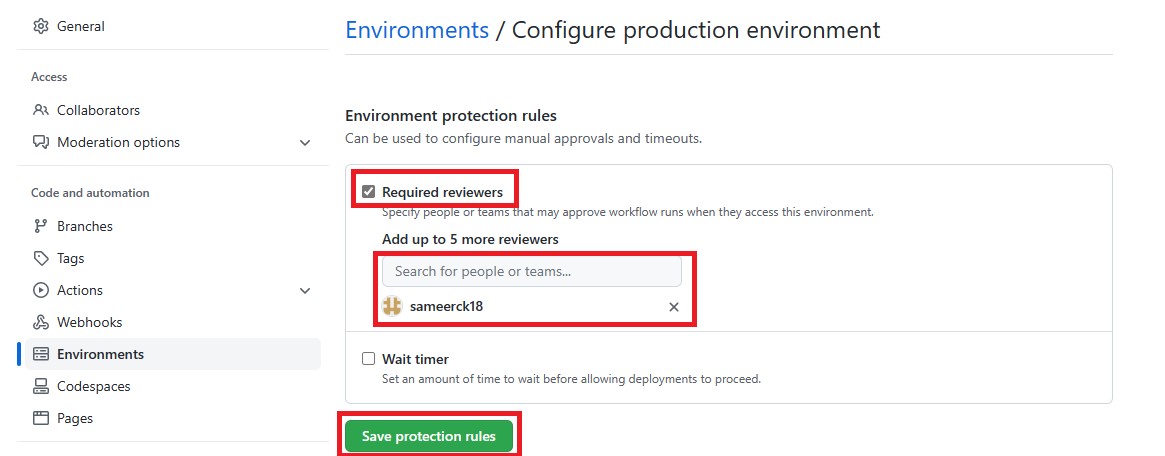 General
Access
Collaborators
Moderation options
Code and automation
Branches
Tags
Actions
Webhooks
Environments
Codespaces
Pages
Environments / Configure production environment
Environment protection rules
Can be used to configure manual approvals and timeouts.
Required reviewers
Specify people or teams that may approve workflow runs when they access this environment.
Add up to 5 more reviewers
Search for people or teams...
sameerck18
Wait timer
Set an amount of time to wait before allowing deployments to proceed.
Save protection rules